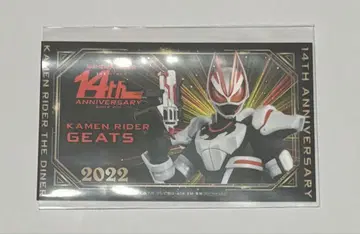 14th
ANNIVERSARY
KAMEN RIDER
GEATS
2022
KAMEN RIDER THE DINER
14TH ANNIVERSARY